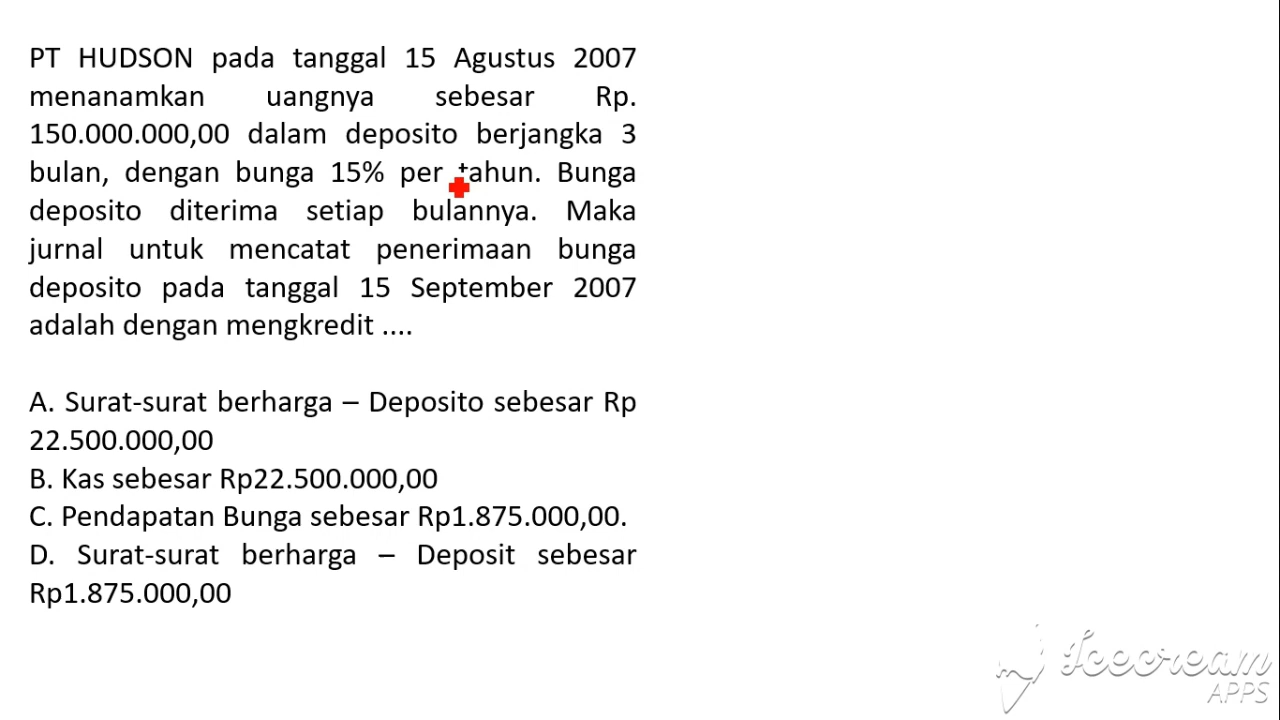 PT HUDSON pada tanggal 15 Agustus 2007
menanamkan uangnya sebesar Rp.
150.000.000,00 dalam deposito berjangka 3
bulan, dengan bunga 15% per tahun. Bunga
deposito diterima setiap bulannya. Maka
jurnal untuk mencatat penerimaan bunga
deposito pada tanggal 15 September 2007
adalah dengan mengkredit ....
A. Surat-surat berharga – Deposito sebesar Rp
22.500.000,00
B. Kas sebesar Rp22.500.000,00
C. Pendapatan Bunga sebesar Rp1.875.000,00.
D. Surat-surat berharga – Deposit sebesar
Rp1.875.000,00
Icecream
APPS